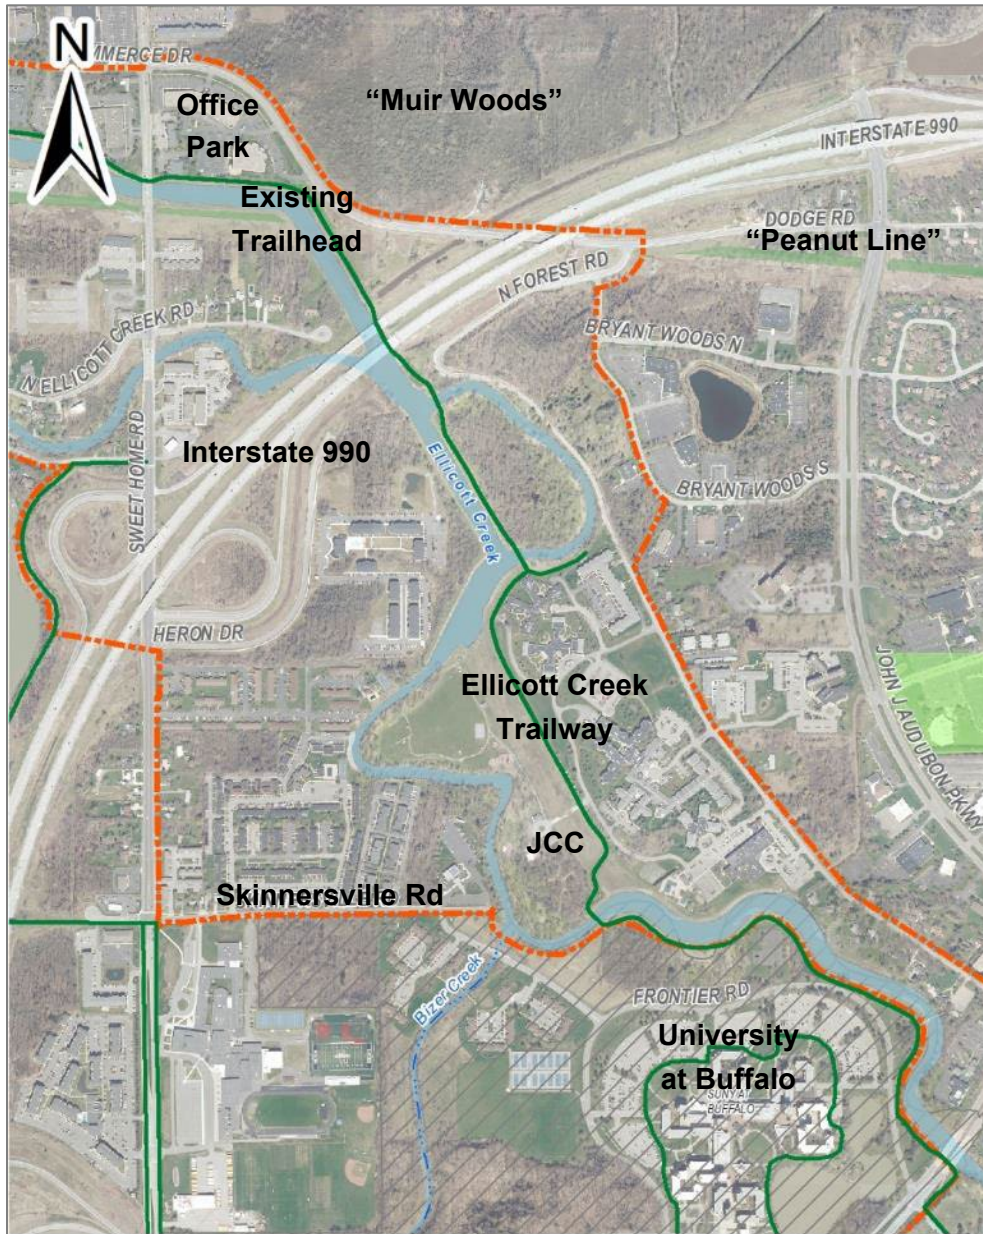 N
MMERCE DR
Office
Park
“Muir Woods”
INTERSTATE 990
Existing
Trailhead
DODGE RD
“Peanut Line”
N FOREST RD
N ELLICOTT CREEK RD
BRYANT WOODS N
Interstate 990
Ellicott Creek
SWEET HOME RD
BRYANT WOODS S
HERON DR
Ellicott Creek
Trailway
JOHN J AUDUBON PKWY
JCC
Skinnersville Rd
Bizer Creek
FRONTIER RD
University
at Buffalo
SUNY AT
BUFFALO